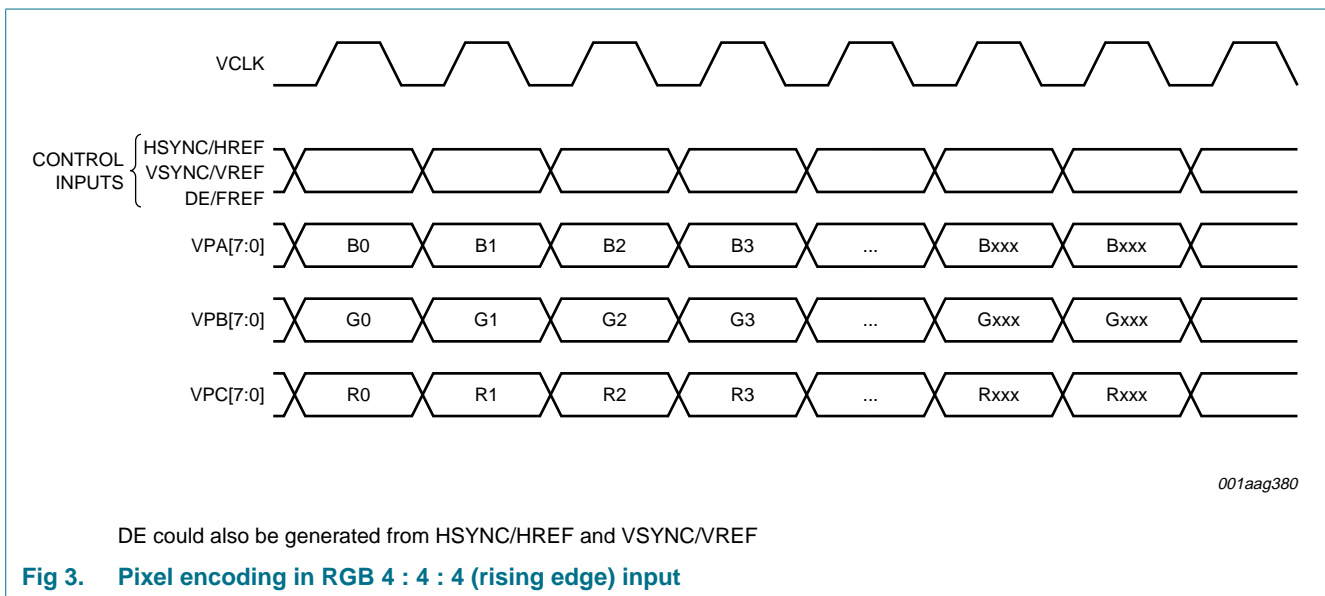 VCLK
CONTROL
INPUTS
HSYNC/HREF
VSYNC/VREF
DE/FREF
VPA[7:0] B0 B1 B2 B3 ... Bxxx Bxxx
VPB[7:0] G0 G1 G2 G3 ... Gxxx Gxxx
VPC[7:0] R0 R1 R2 R3 ... Rxxx Rxxx
001aag380
DE could also be generated from HSYNC/HREF and VSYNC/VREF
Fig 3. Pixel encoding in RGB 4 : 4 : 4 (rising edge) input